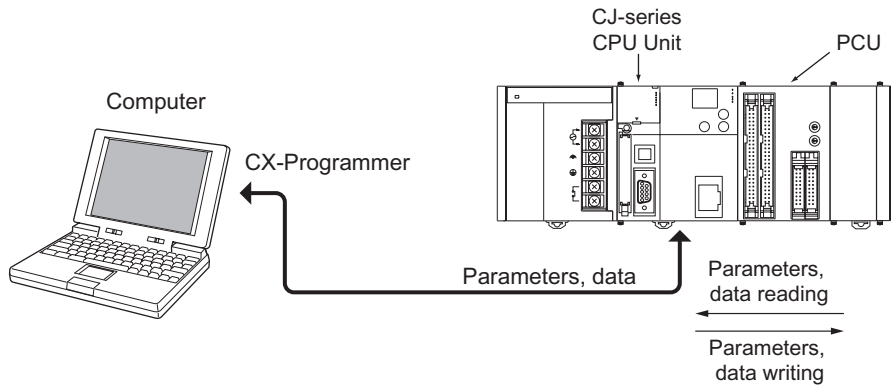 CJ-series
CPU Unit
PCU
Computer
CX-Programmer
Parameters, data
Parameters,
data reading
Parameters,
data writing